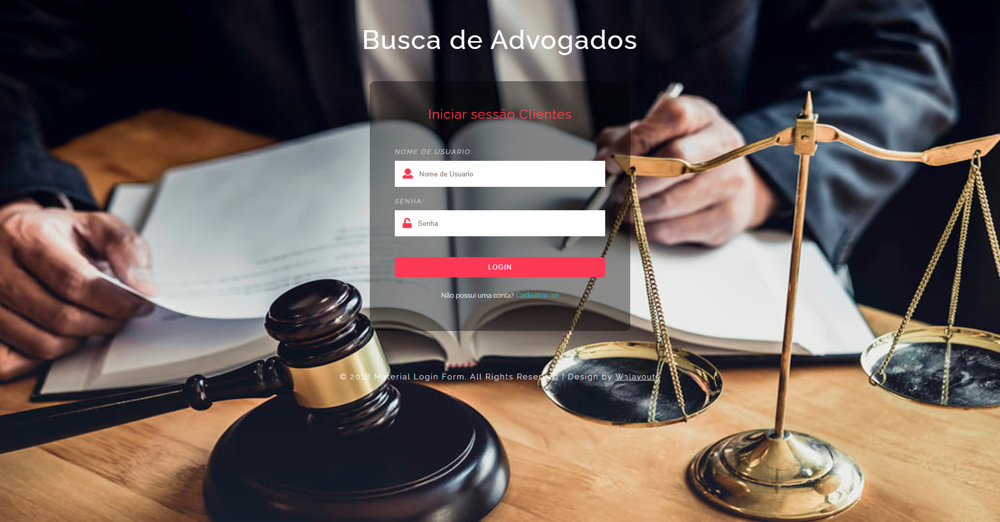 Busca de Advogados
Iniciar sessão Clientes
NOME DE USUARIO:
Nome de Usuario
SENHA:
Senha
LOGIN
Não possui uma conta? Cadastrar-se
© 2018 Material Login Form. All Rights Reserved | Design by W3layouts